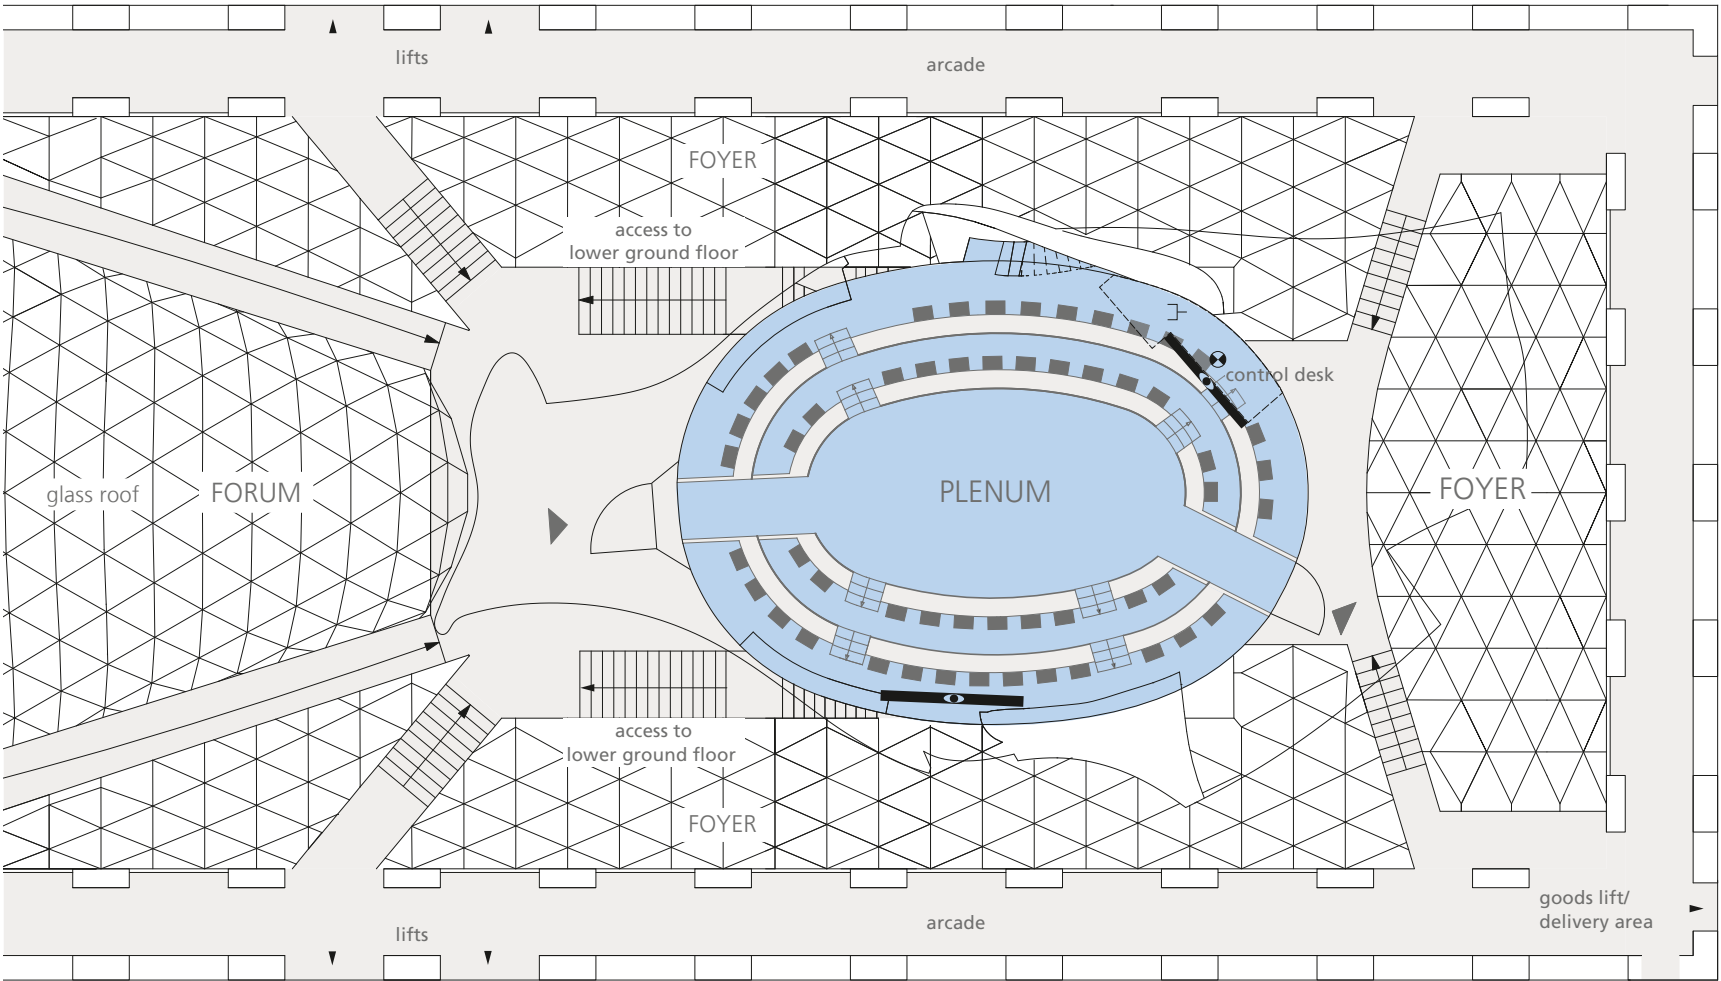 lifts
arcade
FOYER
access to
lower ground floor
control desk
glass roof
FORUM
PLENUM
FOYER
access to
lower ground floor
FOYER
goods lift/
delivery area
arcade
lifts